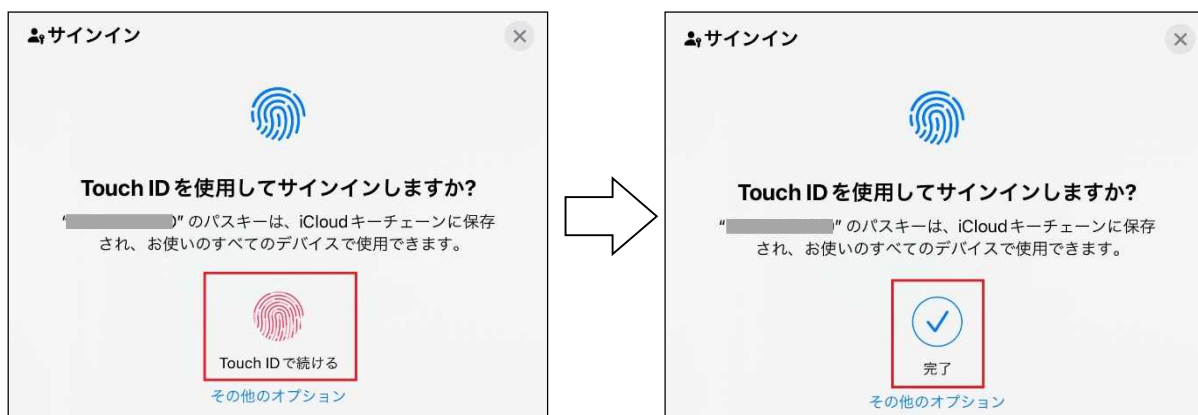 サインイン
Touch IDを使用してサインインしますか?
“ ” のパスキーは、iCloudキーチェーンに保存
され、お使いのすべてのデバイスで使用できます。
Touch IDで続ける
その他のオプション
サインイン
Touch IDを使用してサインインしますか?
“ ” のパスキーは、iCloudキーチェーンに保存
され、お使いのすべてのデバイスで使用できます。
完了
その他のオプション